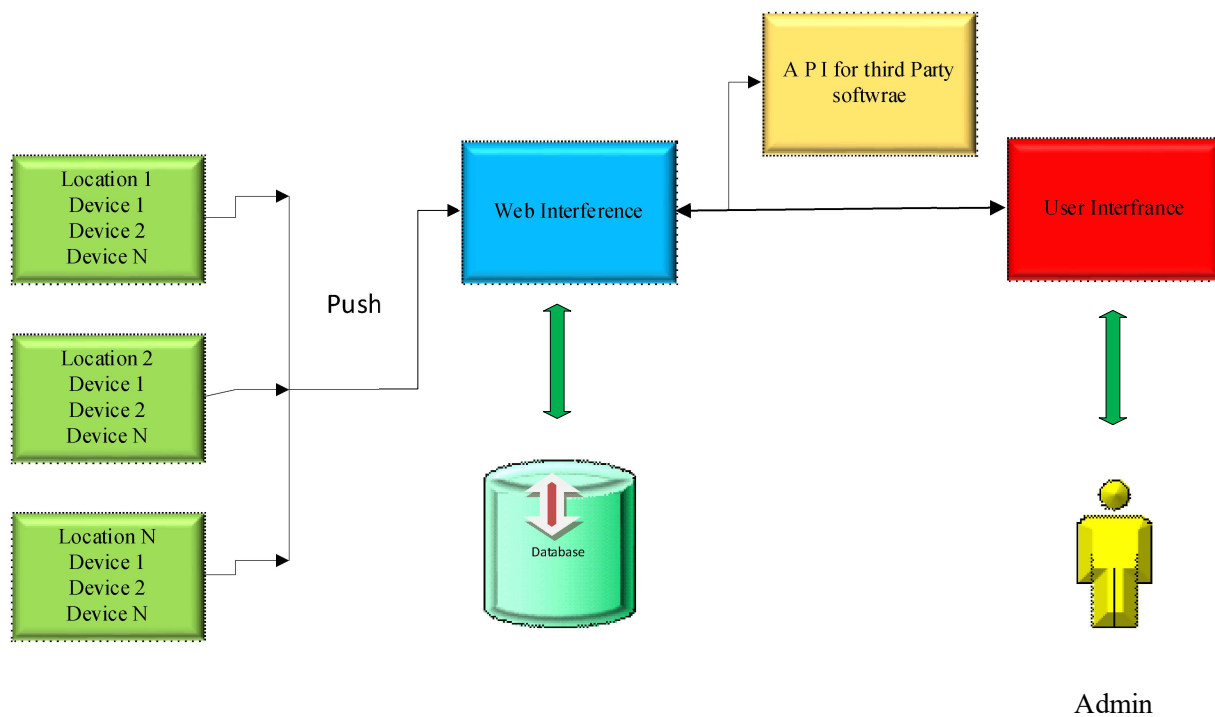 A P I for third Party
softwrae
Location 1
Device 1
Device 2
Device N
Push
Web Interference
User Interfrance
Location 2
Device 1
Device 2
Device N
Database
Location N
Device 1
Device 2
Device N
Admin